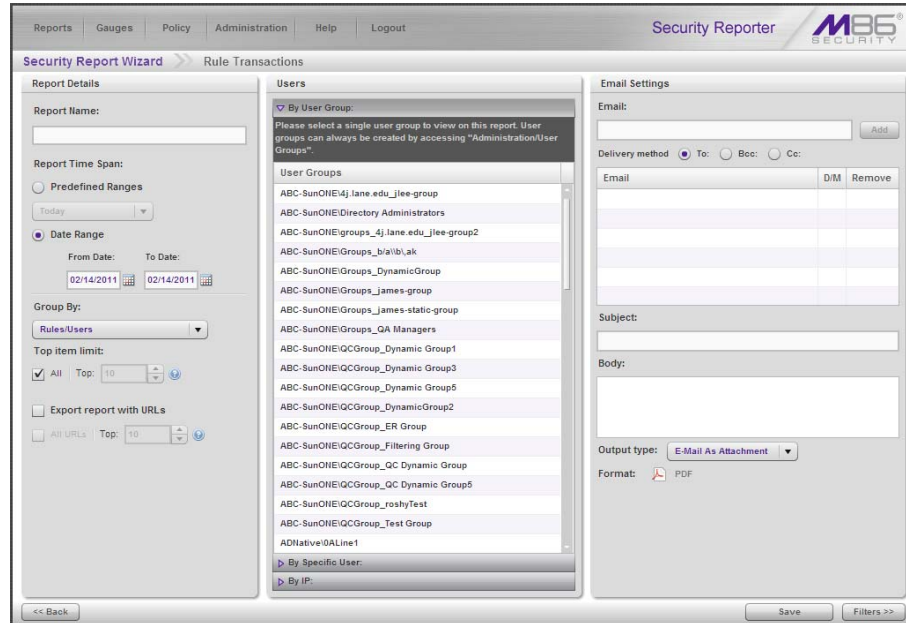 Reports Gauges Policy Administration Help Logout
Security Reporter
M86®
SECURITY
Security Report Wizard Rule Transactions
Report Details
Report Name:
Report Time Span:
Predefined Ranges
Today
Date Range
From Date: To Date:
02/14/2011 02/14/2011
Group By:
Rules/Users
Top item limit:
All Top: 10
Export report with URLs
All URLs Top: 10
Users
By User Group:
Please select a single user group to view on this report. User
groups can always be created by accessing "Administration/User
Groups".
User Groups
ABC-SunONE\4j.lane.edu_jlee-group
ABC-SunONE\Directory Administrators
ABC-SunONE\groups_4j.lane.edu_jlee-group2
ABC-SunONE\Groups_b/a\\b\,ak
ABC-SunONE\Groups_DynamicGroup
ABC-SunONE\Groups_james-group
ABC-SunONE\Groups_james-static-group
ABC-SunONE\Groups_QA Managers
ABC-SunONE\QCGroup_Dynamic Group1
ABC-SunONE\QCGroup_Dynamic Group3
ABC-SunONE\QCGroup_Dynamic Group5
ABC-SunONE\QCGroup_DynamicGroup2
ABC-SunONE\QCGroup_ER Group
ABC-SunONE\QCGroup_Filtering Group
ABC-SunONE\QCGroup_QC Dynamic Group
ABC-SunONE\QCGroup_QC Dynamic Group5
ABC-SunONE\QCGroup_roshyTest
ABC-SunONE\QCGroup_Test Group
ADNative\0ALine1
By Specific User:
By IP:
Email Settings
Email:
Add
Delivery method To: Bcc: Cc:
Email D/M Remove
Subject:
Body:
Output type: E-Mail As Attachment
Format: PDF
<< Back
Save
Filters >>